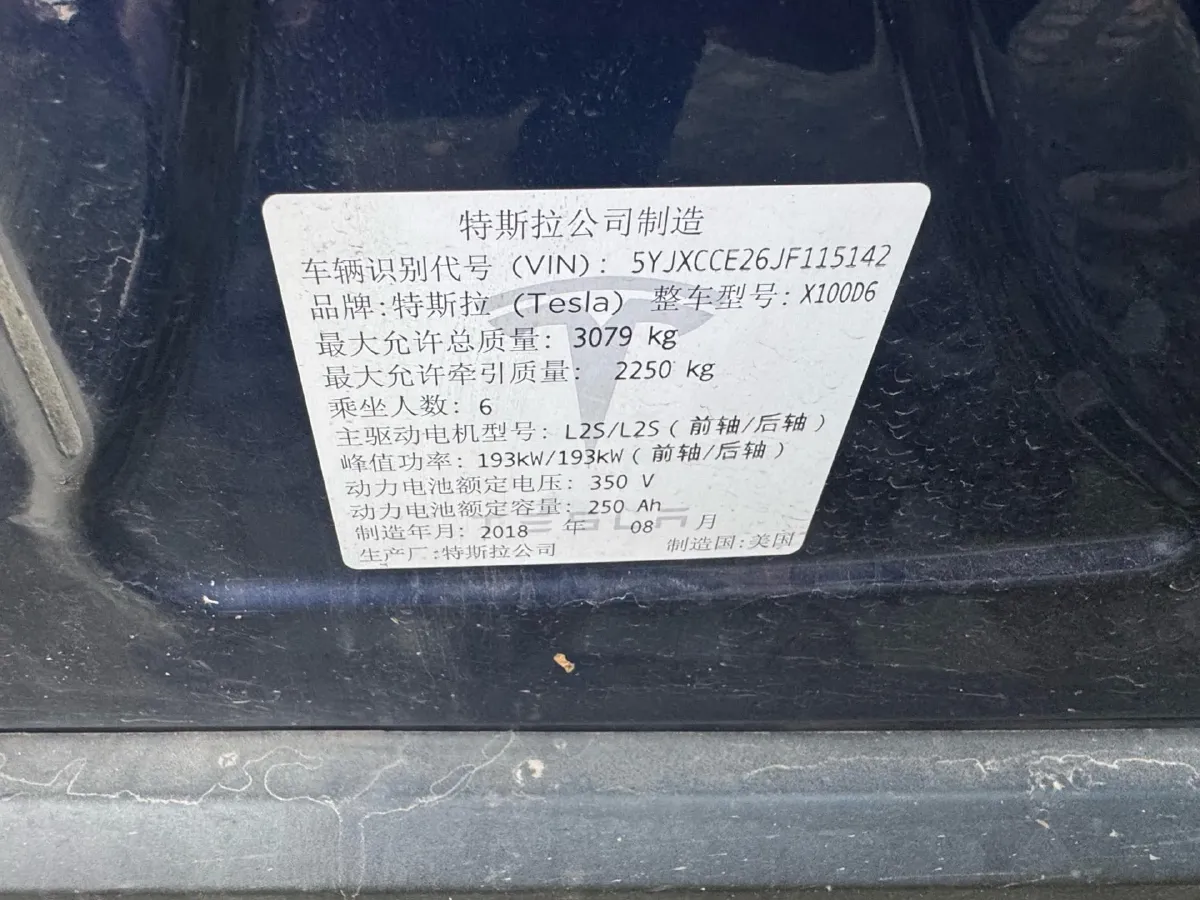 特斯拉公司制造
车辆识别代号 (VIN): 5YJXCCE26JF115142
品牌:特斯拉 (Tesla) 整车型号: X100D6
最大允许总质量: 3079 kg
最大允许牵引质量: 2250 kg
乘坐人数: 6
主驱动电机型号: L2S/L2S ( 前轴/后轴 )
峰值功率: 193kW/193kW ( 前轴/后轴 )
动力电池额定电压: 350 V
动力电池额定容量: 250 Ah
TESLA
制造年月: 2018 年 08 月
生产厂:特斯拉公司 制造国:美国